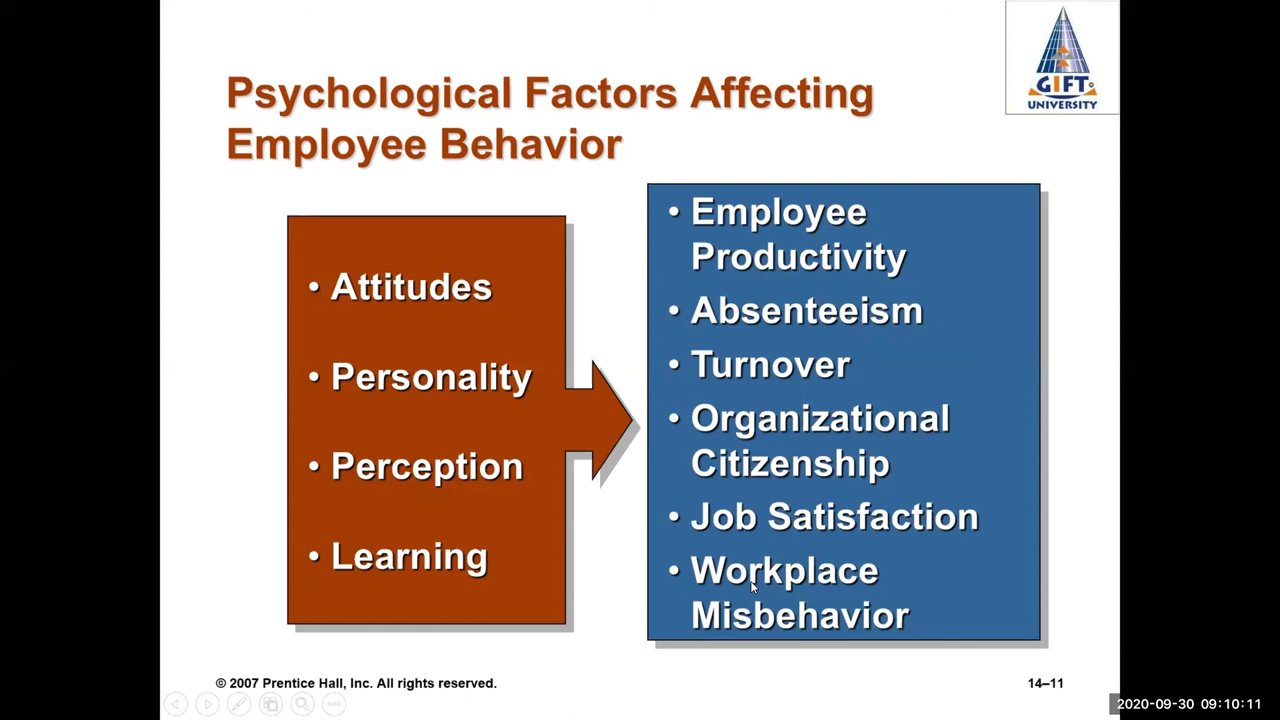 GIFT
UNIVERSITY
Psychological Factors Affecting
Employee Behavior
• Attitudes
• Personality
• Perception
• Learning
• Employee
Productivity
• Absenteeism
• Turnover
• Organizational
Citizenship
• Job Satisfaction
• Workplace
Misbehavior
© 2007 Prentice Hall, Inc. All rights reserved.
14–11
2020-09-30 09:10:11